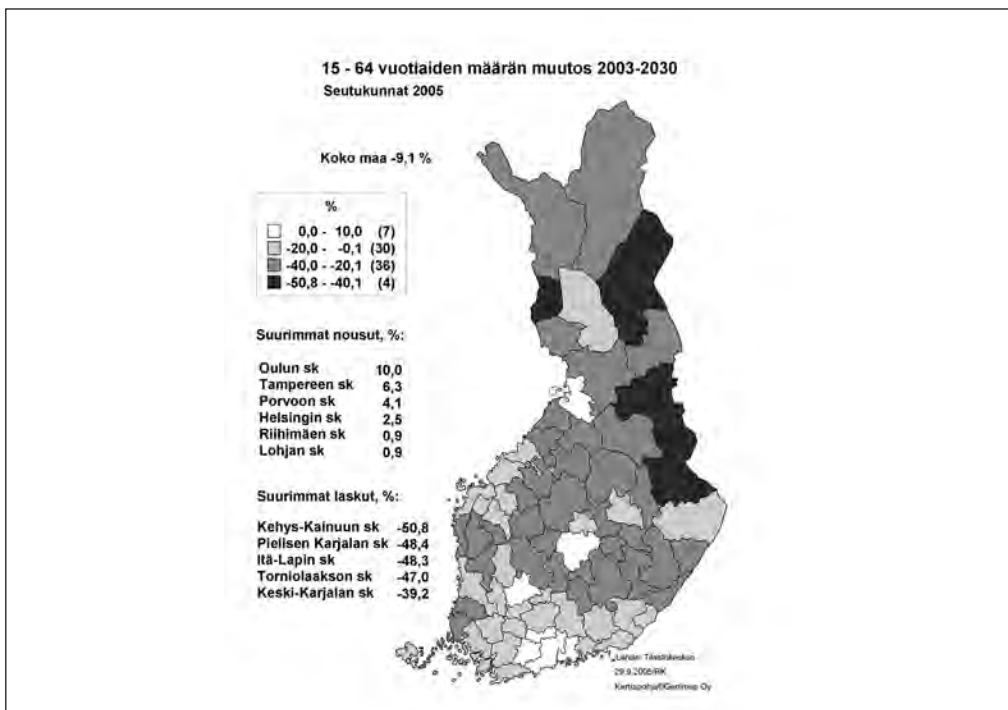 15 - 64 vuotiaiden määrän muutos 2003-2030
Seutukunnat 2005
Koko maa -9,1 %
%
0,0 - 10,0 (7)
-20,0 - -0,1 (30)
-40,0 - -20,1 (36)
-50,8 - -40,1 (4)
Suurimmat nousut, %:
Oulun sk 10,0
Tampereen sk 6,3
Porvoon sk 4,1
Helsingin sk 2,5
Riihimäen sk 0,9
Lohjan sk 0,9
Suurimmat laskut, %:
Kehys-Kainuun sk -50,8
Pielisen Karjalan sk -48,4
Itä-Lapin sk -48,3
Torniolaakson sk -47,0
Keski-Karjalan sk -39,2
Tilastokeskus
Oy